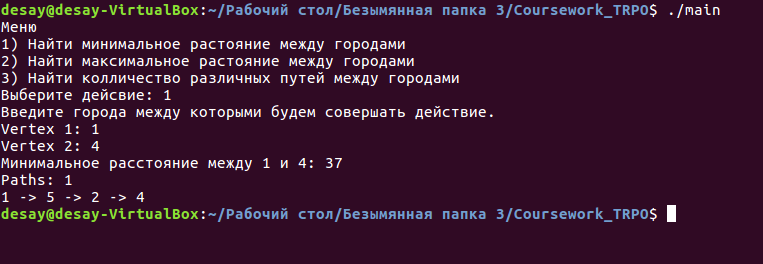 desay@desay-VirtualBox:~/Рабочий стол/Безымянная папка 3/Coursework_TRPO$ ./main
Меню
1) Найти минимальное растояние между городами
2) Найти максимальное растояние между городами
3) Найти колличество различных путей между городами
Выберите дейсвие: 1
Введите города между которыми будем совершать действие.
Vertex 1: 1
Vertex 2: 4
Минимальное расстояние между 1 и 4: 37
Paths: 1
1 -> 5 -> 2 -> 4
desay@desay-VirtualBox:~/Рабочий стол/Безымянная папка 3/Coursework_TRPO$